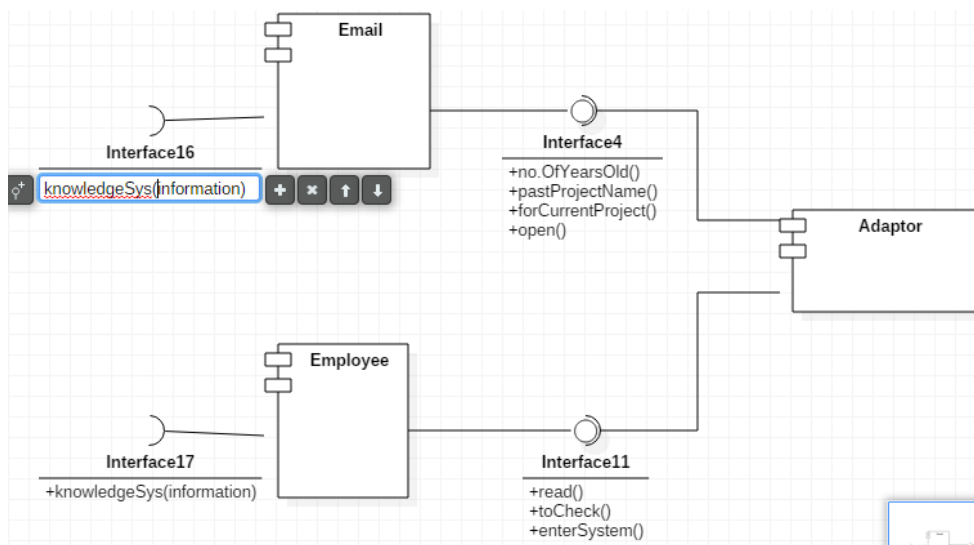 Email
Interface16
knowledgeSys(information)
Interface4
+no.OfYearsOld()
+pastProjectName()
+forCurrentProject()
+open()
Adaptor
Employee
Interface17
+knowledgeSys(information)
Interface11
+read()
+toCheck()
+enterSystem()